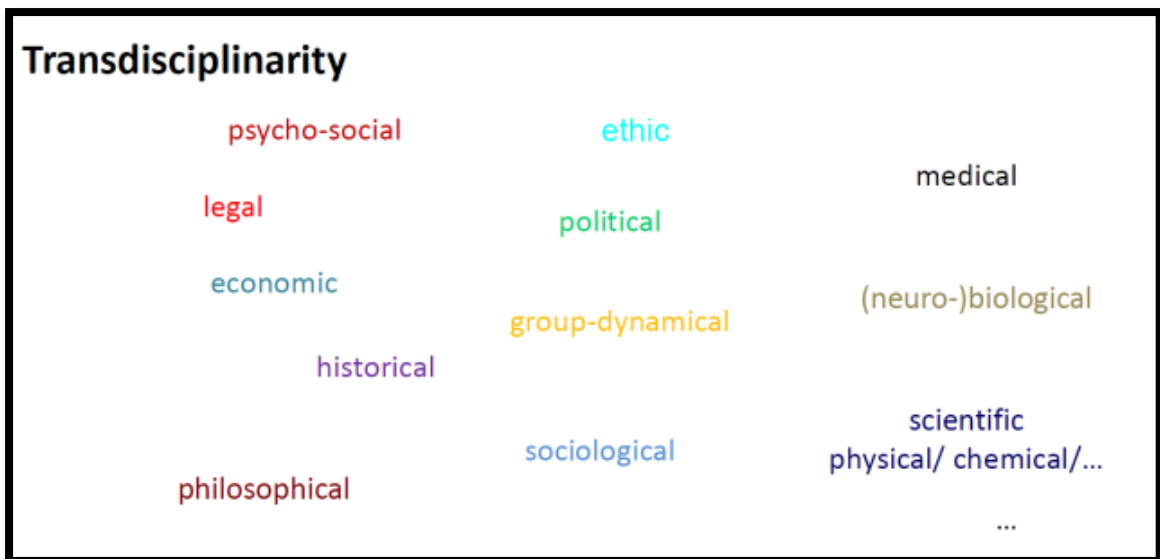 Transdisciplinarity
psycho-social
ethic
medical
legal
political
economic
(neuro-)biological
group-dynamical
historical
scientific
physical/ chemical/...
sociological
philosophical
...